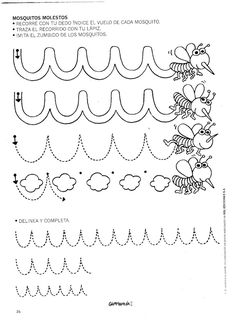 MOSQUITOS MOLESTOS
• RECORRE CON TU DEDO ÍNDICE EL VUELO DE CADA MOSQUITO.
• TRAZA EL RECORRIDO CON TU LÁPIZ.
• IMITA EL ZUMBIDO DE LOS MOSQUITOS.
• DELINEA Y COMPLETA.
24